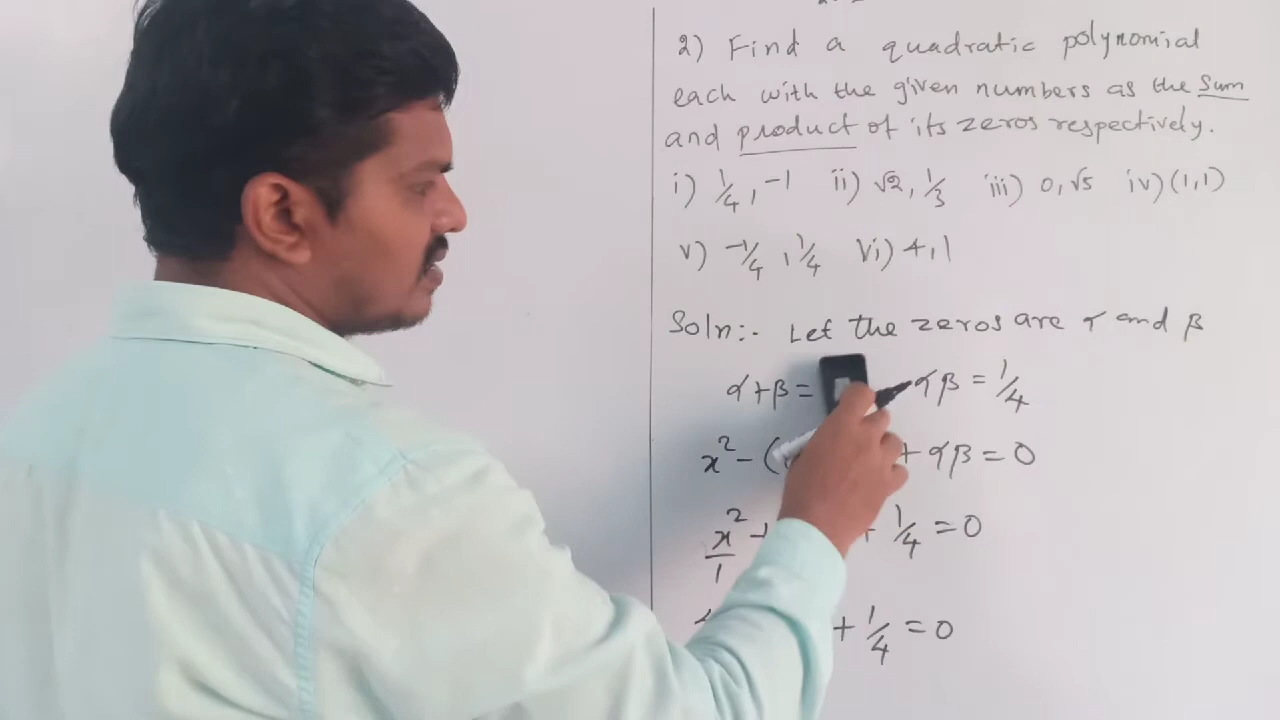 2) Find a quadratic polynomial
each with the given numbers as the sum
and product of its zeros respectively.
i) 1/4, -1 ii) √2, 1/3 iii) 0, √5 iv) (1,1)
v) -1/4, 1/4 vi) 4, 1
Soln:- Let the zeros are α and β
α+β= αβ = 1/4
x² - ( + αβ = 0
x²/1 - + 1/4 = 0
+ 1/4 = 0